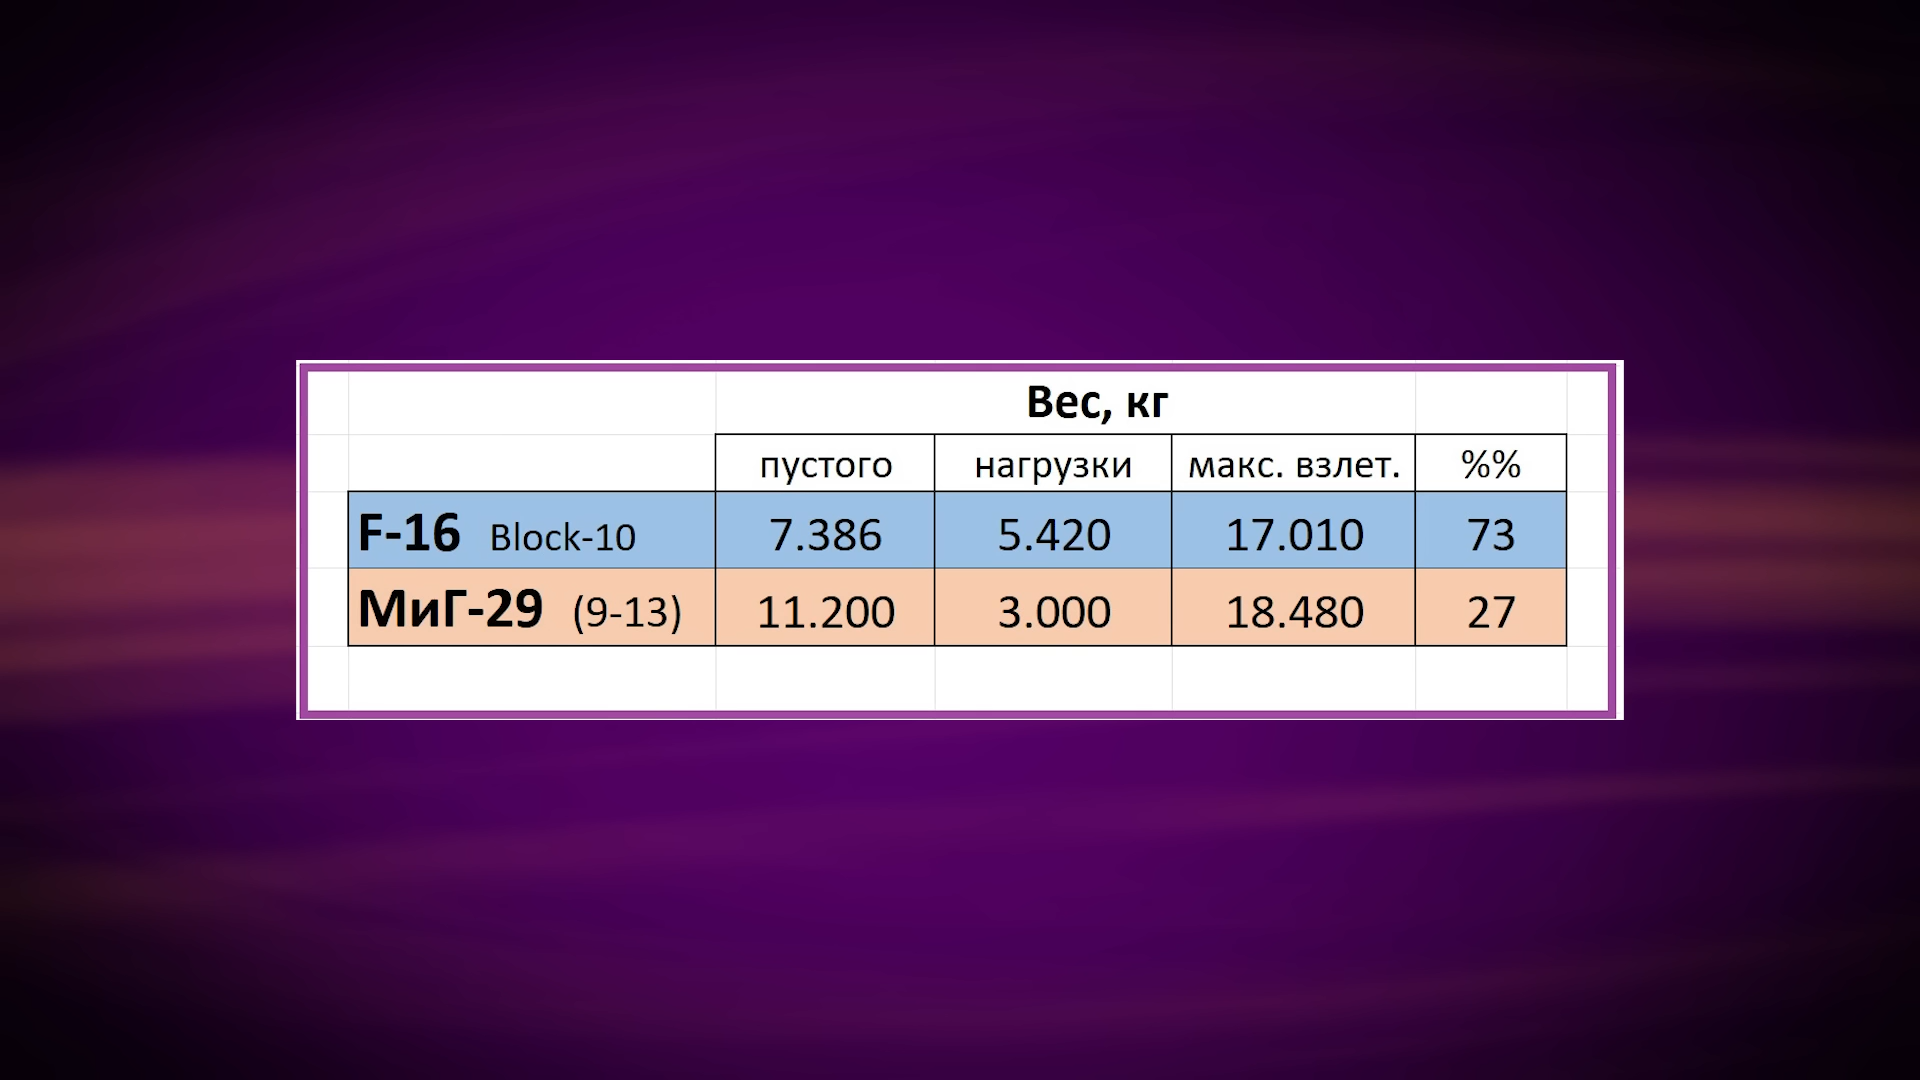 Вес, кг
пустого нагрузки макс. взлет. %%
F-16 Block-10 7.386 5.420 17.010 73
МиГ-29 (9-13) 11.200 3.000 18.480 27